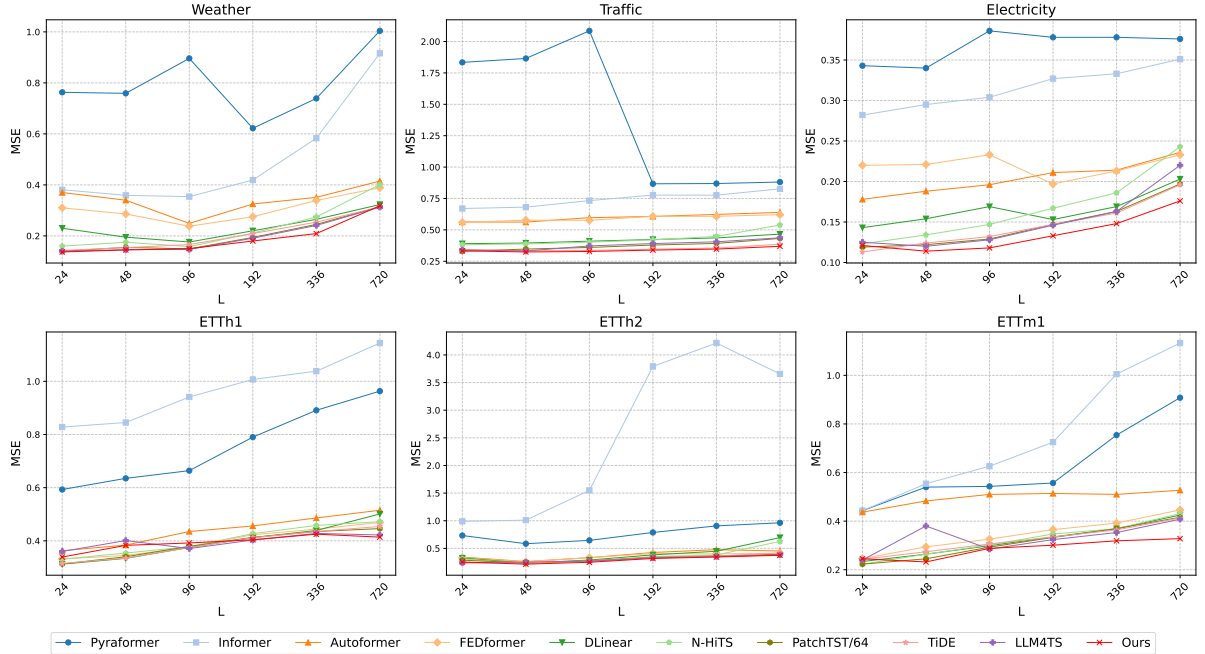 Weather
MSE
1.0
0.8
0.6
0.4
0.2
24 48 96 192 336 720
L
Traffic
MSE
2.00
1.75
1.50
1.25
1.00
0.75
0.50
0.25
24 48 96 192 336 720
L
Electricity
MSE
0.35
0.30
0.25
0.20
0.15
0.10
24 48 96 192 336 720
L
ETTh1
MSE
1.0
0.8
0.6
0.4
24 48 96 192 336 720
L
ETTh2
MSE
4.0
3.5
3.0
2.5
2.0
1.5
1.0
0.5
24 48 96 192 336 720
L
ETTm1
MSE
1.0
0.8
0.6
0.4
0.2
24 48 96 192 336 720
L
Pyraformer Informer Autoformer FEDformer DLinear N-HiTS PatchTST/64 TiDE LLM4TS Ours